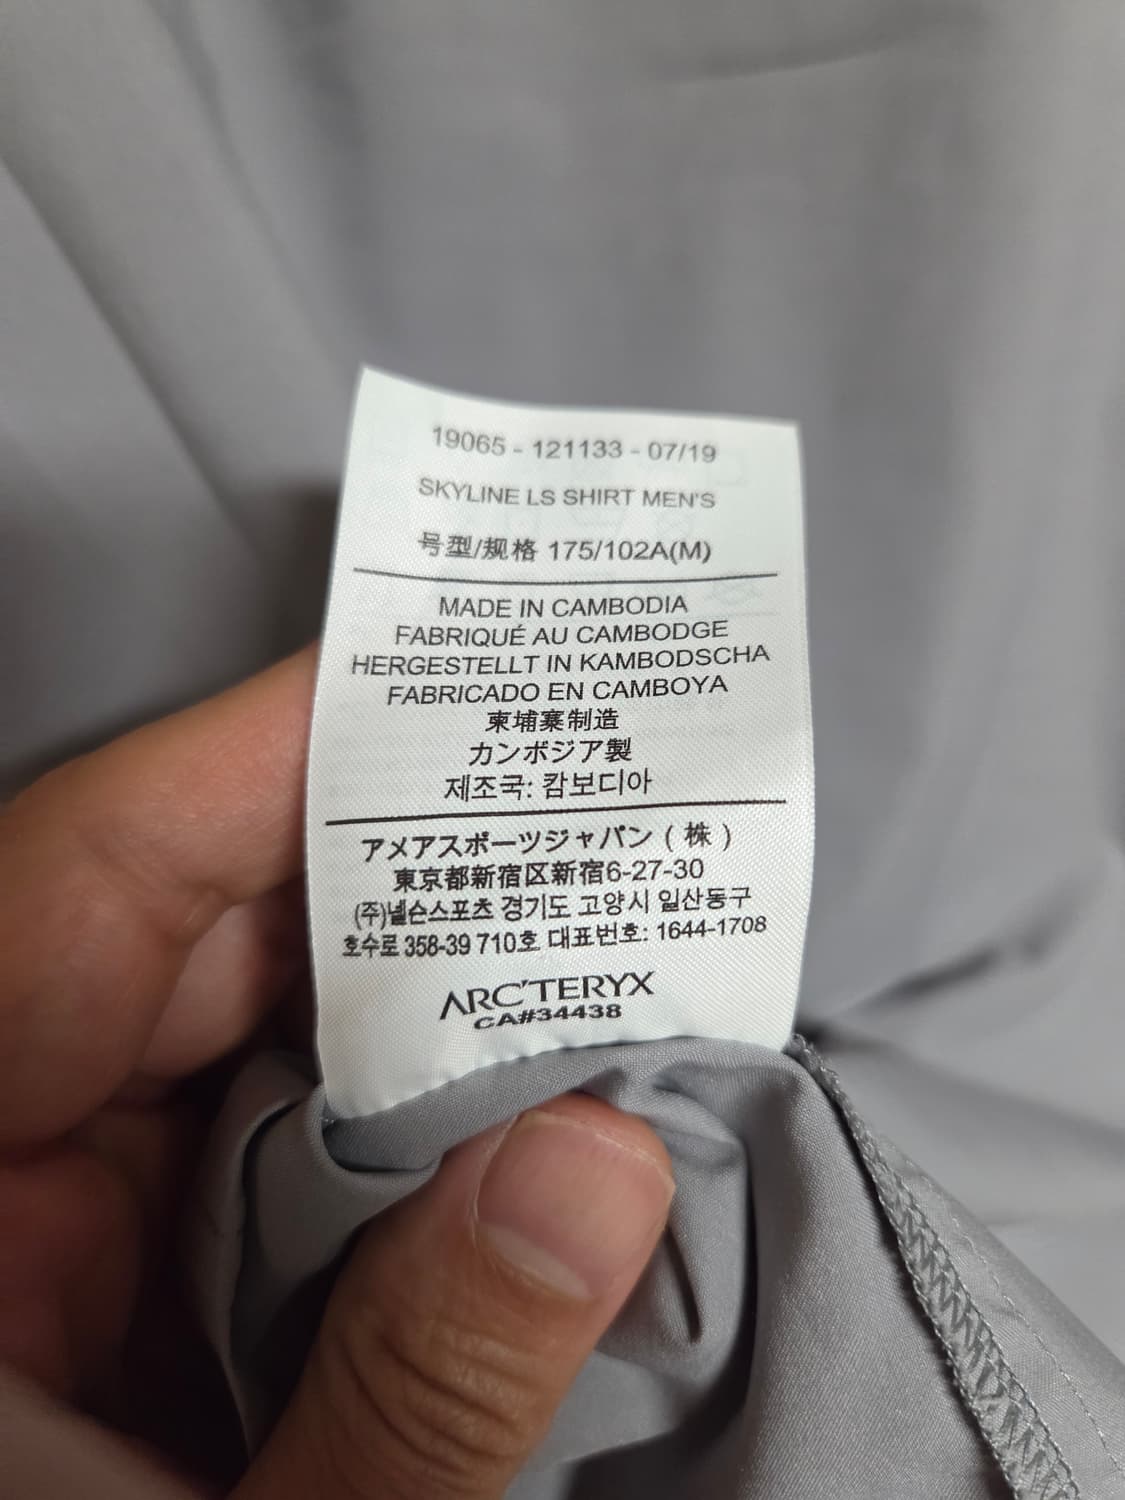 19065 - 121133 - 07/19
SKYLINE LS SHIRT MEN'S
号型/规格 175/102A(M)
MADE IN CAMBODIA
FABRIQUÉ AU CAMBODGE
HERGESTELLT IN KAMBODSCHA
FABRICADO EN CAMBOYA
柬埔寨制造
カンボジア製
제조국: 캄보디아
アメアスポーツジャパン（株）
東京都新宿区新宿6-27-30
(주)넬슨스포츠 경기도 고양시 일산동구
호수로 358-39 710호 대표번호: 1644-1708
ARC'TERYX
CA#34438